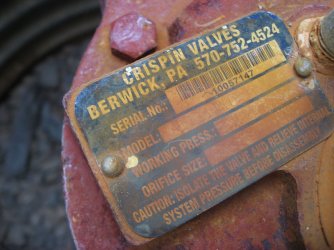 CRISPIN VALVES
BERWICK, PA 570-752-4524
SERIAL NO.:
10057147
MODEL:
WORKING PRESS.:
ORIFICE SIZE:
CAUTION: ISOLATE THE VALVE AND RELIEVE INTERNAL
SYSTEM PRESSURE BEFORE DISASSEMBLY